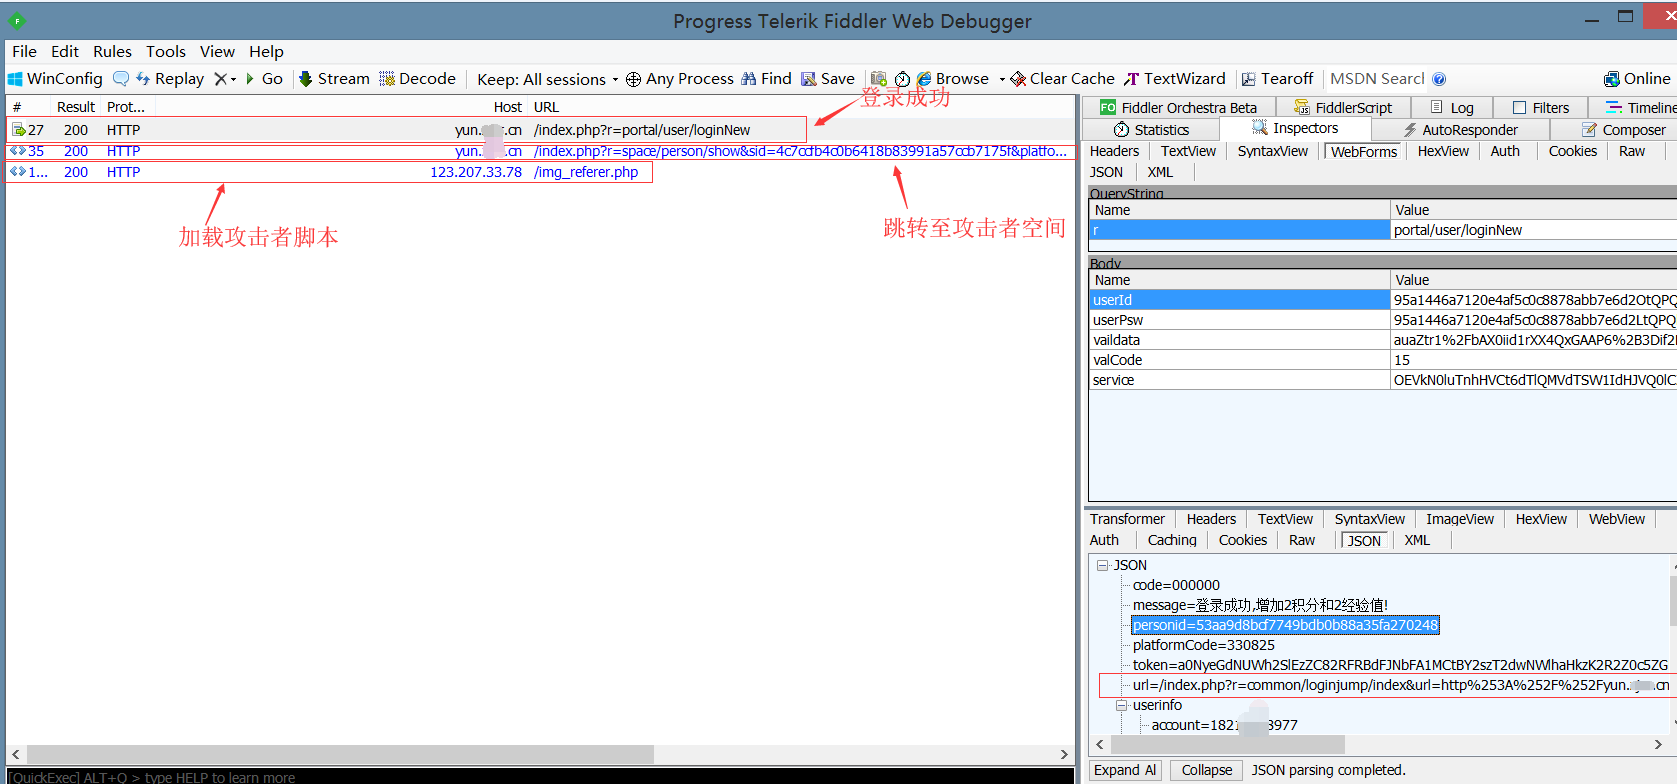 Progress Telerik Fiddler Web Debugger
File Edit Rules Tools View Help
WinConfig Replay Go Stream Decode Keep: All sessions Any Process Find Save Browse Clear Cache TextWizard Tearoff MSDN Searcl Online
# Result Prot... Host URL
登录成功
27 200 HTTP yun. .cn /index.php?r=portal/user/loginNew
35 200 HTTP yun. .cn /index.php?r=space/person/show&sid=4c7ccfb4c0b6418b83991a57ccb7175f&platfo...
1... 200 HTTP 123.207.33.78 /img_referer.php
加载攻击者脚本
跳转至攻击者空间
FO Fiddler Orchestra Beta FiddlerScript Log Filters Timeline
Statistics Inspectors AutoResponder Composer
Headers TextView SyntaxView WebForms HexView Auth Cookies Raw
JSON XML
QueryString
Name Value
r portal/user/loginNew
Body
Name Value
userId 95a1446a7120e4af5c0c8878abb7e6d2OtQPQ
userPsw 95a1446a7120e4af5c0c8878abb7e6d2LtQPQ
vaildata auaZtr1%2FbAX0iid1rXX4QxGAAP6%2B3Dif2
valCode 15
service OEVkN0luTnhHVCt6dTlQMVdTSW1IdHJVQ0lC
Transformer Headers TextView SyntaxView ImageView HexView WebView
Auth Caching Cookies Raw JSON XML
JSON
code=000000
message=登录成功,增加2积分和2经验值!
personid=53aa9d8bcf7749bdb0b88a35fa270248
platformCode=330825
token=a0NyeGdNUWh2SlEzZC82RFRBdFJNbFA1MCtBY2szT2dwNWlhaHkzK2R2Z0c5ZG
url=/index.php?r=common/loginjump/index&url=http%253A%252F%252Fyun. .cn
userinfo
account=182 8977
Expand Al Collapse JSON parsing completed.
[QuickExec] ALT+Q > type HELP to learn more